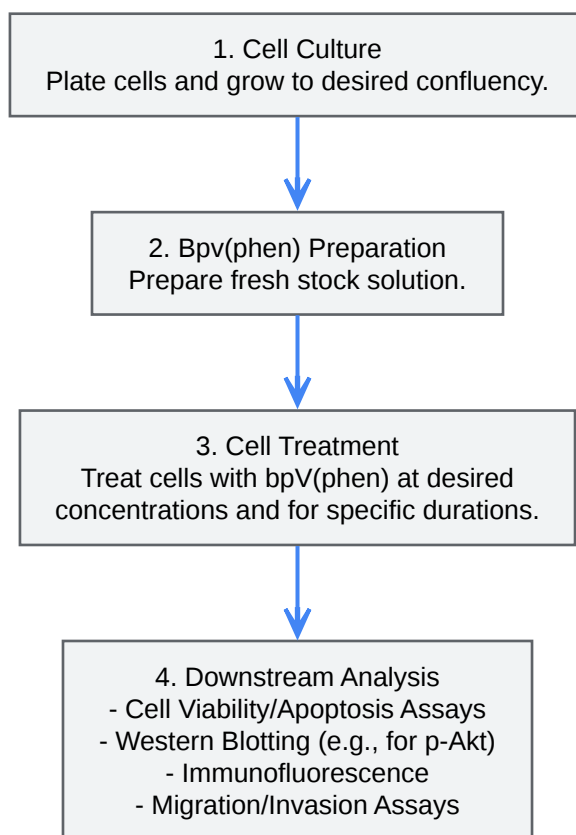 1. Cell Culture
Plate cells and grow to desired confluency.
2. Bpv(phen) Preparation
Prepare fresh stock solution.
3. Cell Treatment
Treat cells with bpV(phen) at desired
concentrations and for specific durations.
4. Downstream Analysis
- Cell Viability/Apoptosis Assays
- Western Blotting (e.g., for p-Akt)
- Immunofluorescence
- Migration/Invasion Assays